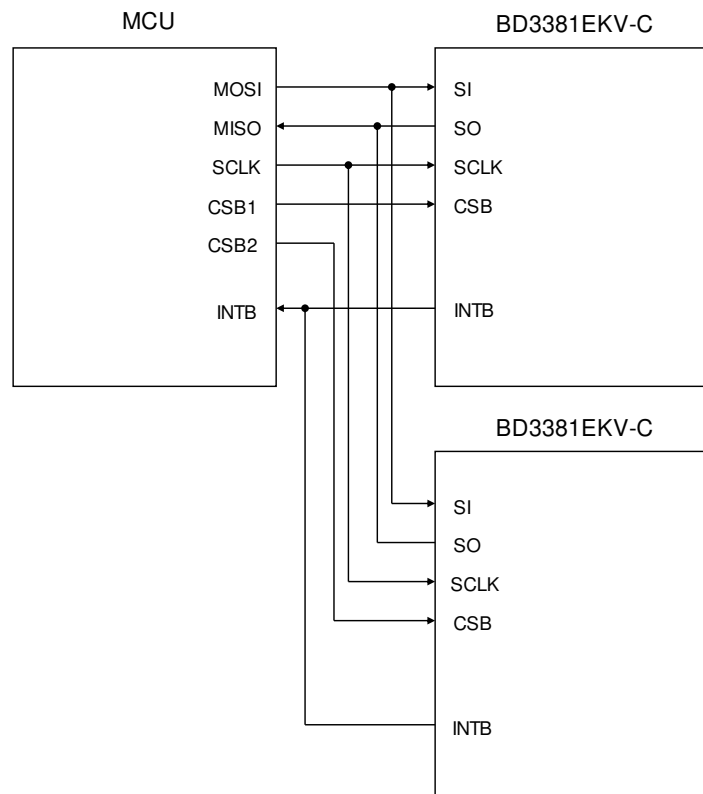 MCU
BD3381EKV-C
MOSI
SI
MISO
SO
SCLK
SCLK
CSB1
CSB
CSB2
INTB
INTB
BD3381EKV-C
SI
SO
SCLK
CSB
INTB